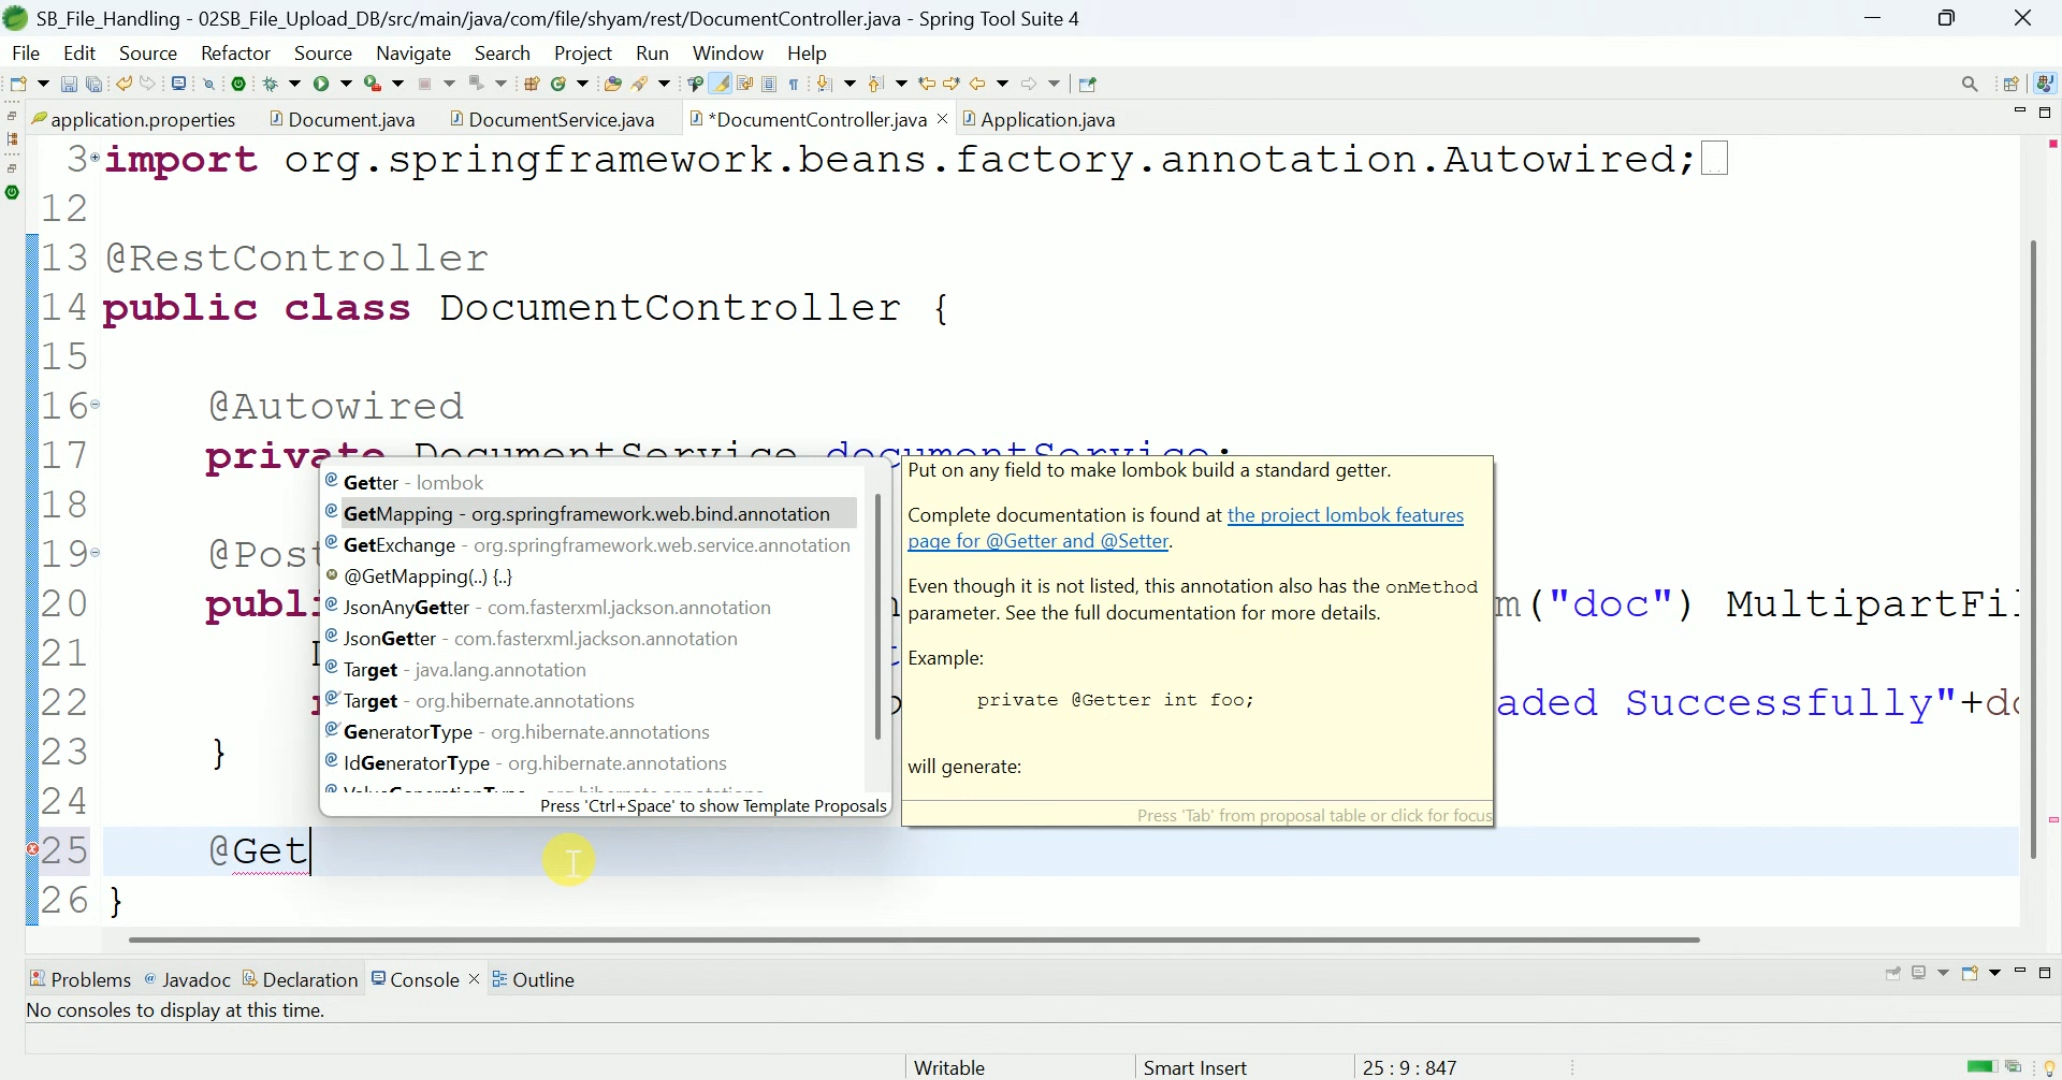 SB_File_Handling - 02SB_File_Upload_DB/src/main/java/com/file/shyam/rest/DocumentController.java - Spring Tool Suite 4
File Edit Source Refactor Source Navigate Search Project Run Window Help
application.properties Document.java DocumentService.java *DocumentController.java Application.java
3 import org.springframework.beans.factory.annotation.Autowired;
12
13 @RestController
14 public class DocumentController {
15
16 @Autowired
17 private DocumentService documentService;
18
19 @Post
20 publi
m("doc") MultipartFil
21
22
aded Successfully"+do
23 }
24
25 @Get
26 }
Getter - lombok
GetMapping - org.springframework.web.bind.annotation
GetExchange - org.springframework.web.service.annotation
@GetMapping(..) {..}
JsonAnyGetter - com.fasterxml.jackson.annotation
JsonGetter - com.fasterxml.jackson.annotation
Target - java.lang.annotation
Target - org.hibernate.annotations
GeneratorType - org.hibernate.annotations
IdGeneratorType - org.hibernate.annotations
Press 'Ctrl+Space' to show Template Proposals
Put on any field to make lombok build a standard getter.
Complete documentation is found at the project lombok features
page for @Getter and @Setter.
Even though it is not listed, this annotation also has the onMethod
parameter. See the full documentation for more details.
Example:
private @Getter int foo;
will generate:
Press 'Tab' from proposal table or click for focus
Problems Javadoc Declaration Console Outline
No consoles to display at this time.
Writable Smart Insert 25 : 9 : 847